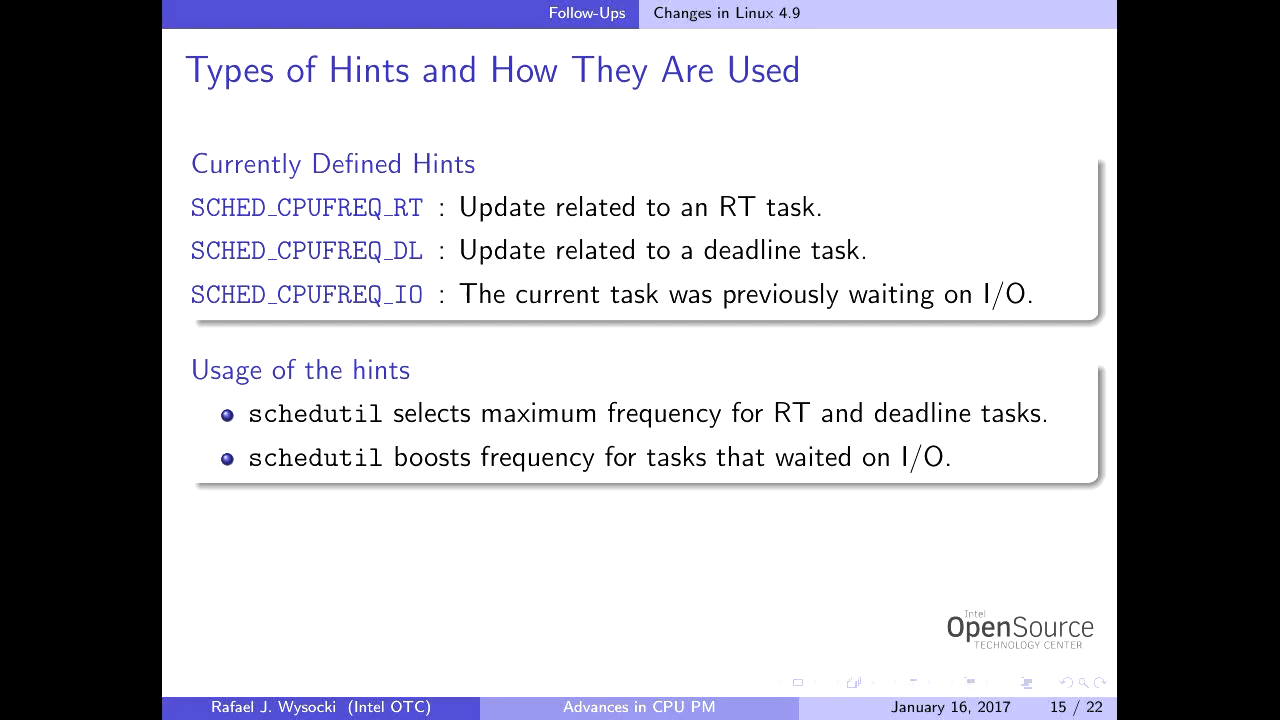 Follow-Ups Changes in Linux 4.9
Types of Hints and How They Are Used
Currently Defined Hints
SCHED_CPUFREQ_RT : Update related to an RT task.
SCHED_CPUFREQ_DL : Update related to a deadline task.
SCHED_CPUFREQ_IO : The current task was previously waiting on I/O.
Usage of the hints
schedutil selects maximum frequency for RT and deadline tasks.
schedutil boosts frequency for tasks that waited on I/O.
Intel
OpenSource
TECHNOLOGY CENTER
Rafael J. Wysocki (Intel OTC) Advances in CPU PM January 16, 2017 15 / 22